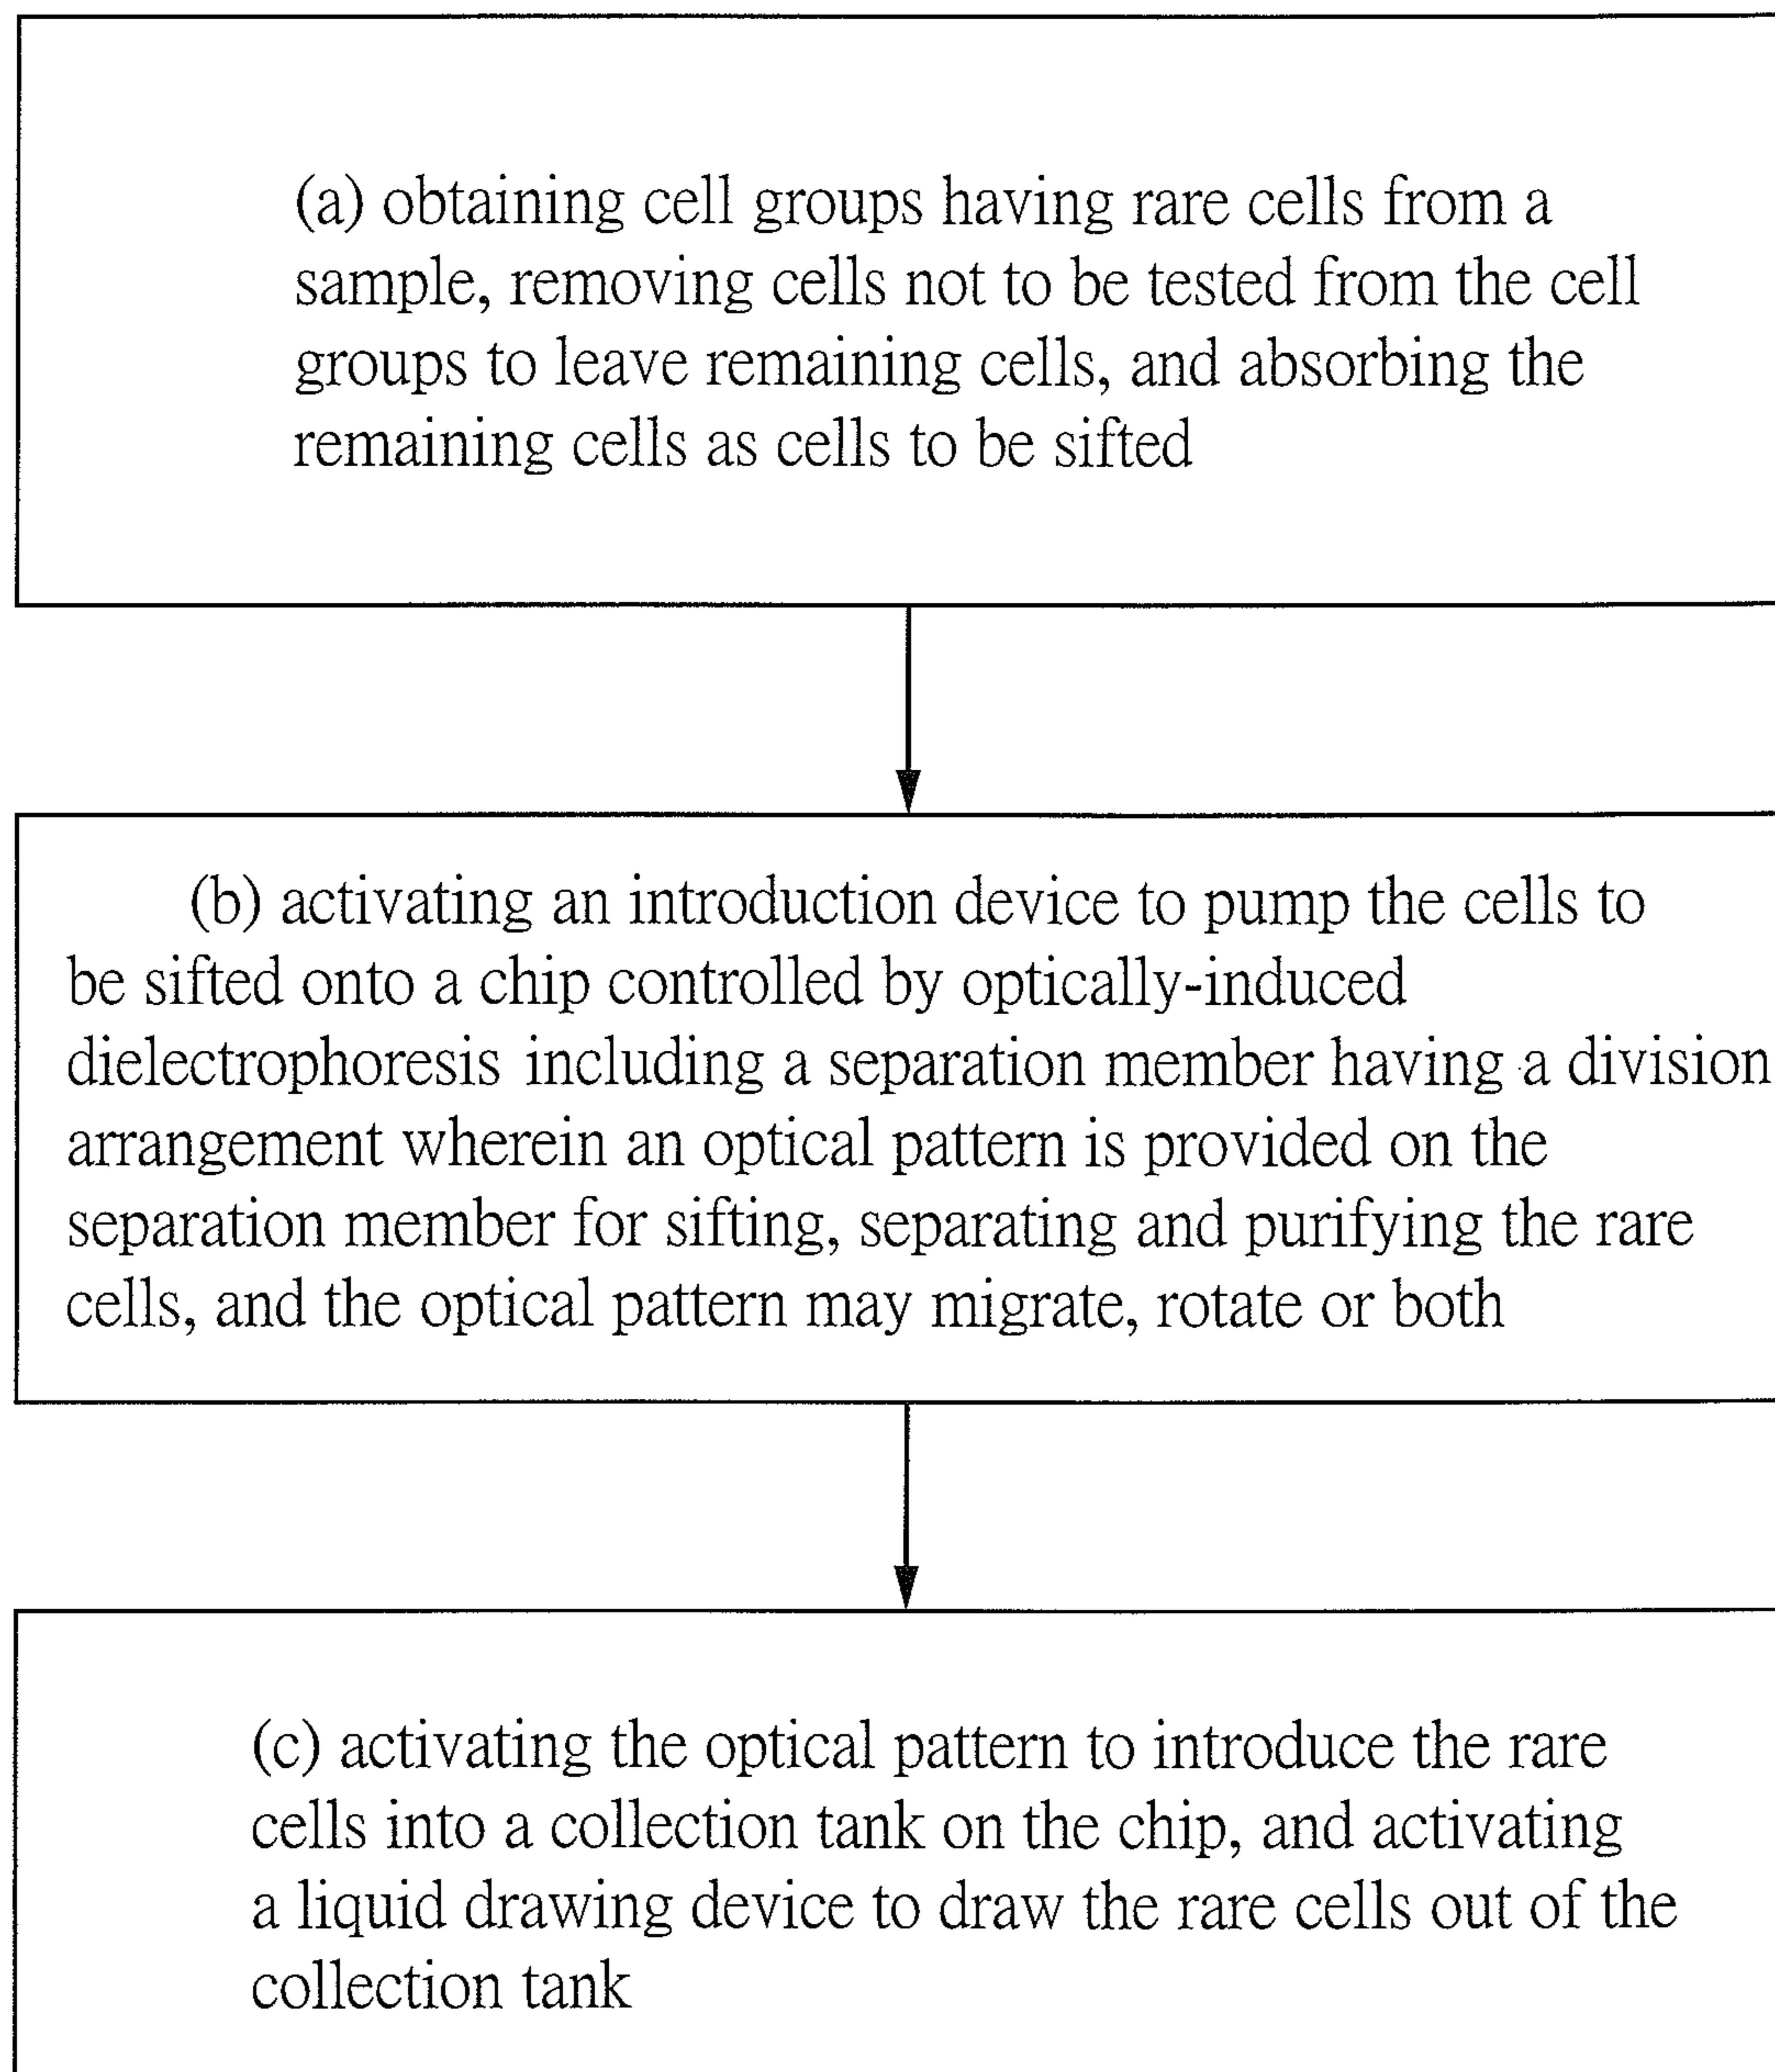 (a) obtaining cell groups having rare cells from a
sample, removing cells not to be tested from the cell
groups to leave remaining cells, and absorbing the
remaining cells as cells to be sifted
(b) activating an introduction device to pump the cells to
be sifted onto a chip controlled by optically-induced
dielectrophoresis including a separation member having a division
arrangement wherein an optical pattern is provided on the
separation member for sifting, separating and purifying the rare
cells, and the optical pattern may migrate, rotate or both
(c) activating the optical pattern to introduce the rare
cells into a collection tank on the chip, and activating
a liquid drawing device to draw the rare cells out of the
collection tank